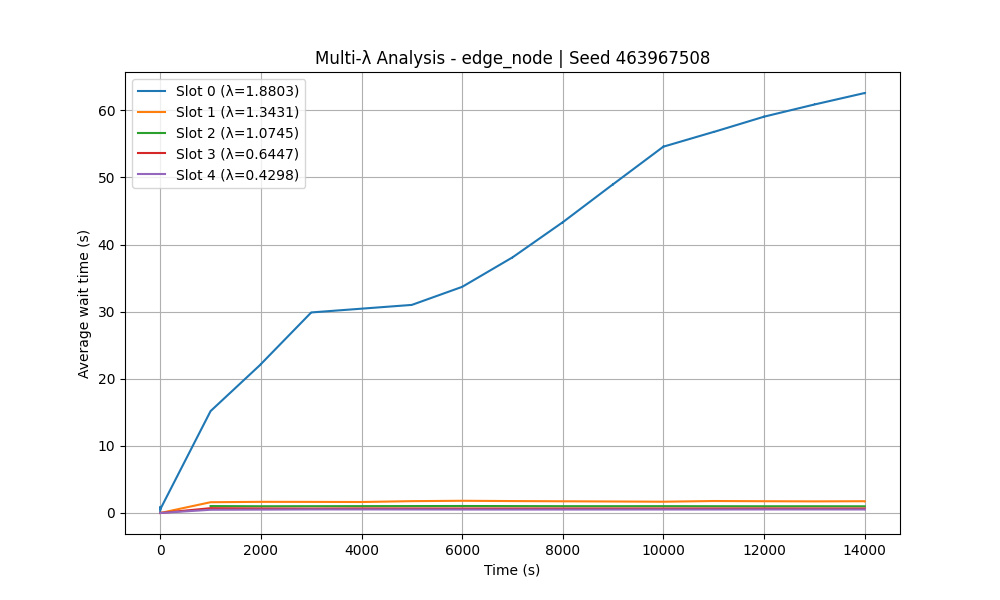 Multi-λ Analysis - edge_node | Seed 463967508
Slot 0 (λ=1.8803)
Slot 1 (λ=1.3431)
Slot 2 (λ=1.0745)
Slot 3 (λ=0.6447)
Slot 4 (λ=0.4298)
Average wait time (s)
60
50
40
30
20
10
0
0 2000 4000 6000 8000 10000 12000 14000
Time (s)